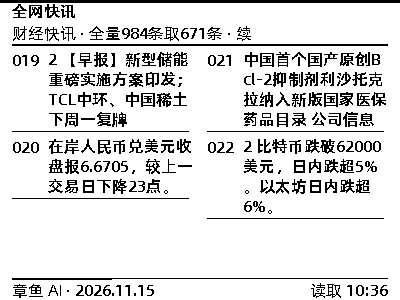 全网快讯
财经快讯 · 全量984条取671条 · 续
019 2 【早报】新型储能
重磅实施方案印发；
TCL中环、中国稀土
下周一复牌
020 在岸人民币兑美元收
盘报6.6705，较上一
交易日下降23点。
021 中国首个国产原创B
cl-2抑制剂利沙托克
拉纳入新版国家医保
药品目录 公司信息
022 2 比特币跌破62000
美元，日内跌超5%
。以太坊日内跌超
6%。
章鱼 AI · 2026.11.15
读取 10:36